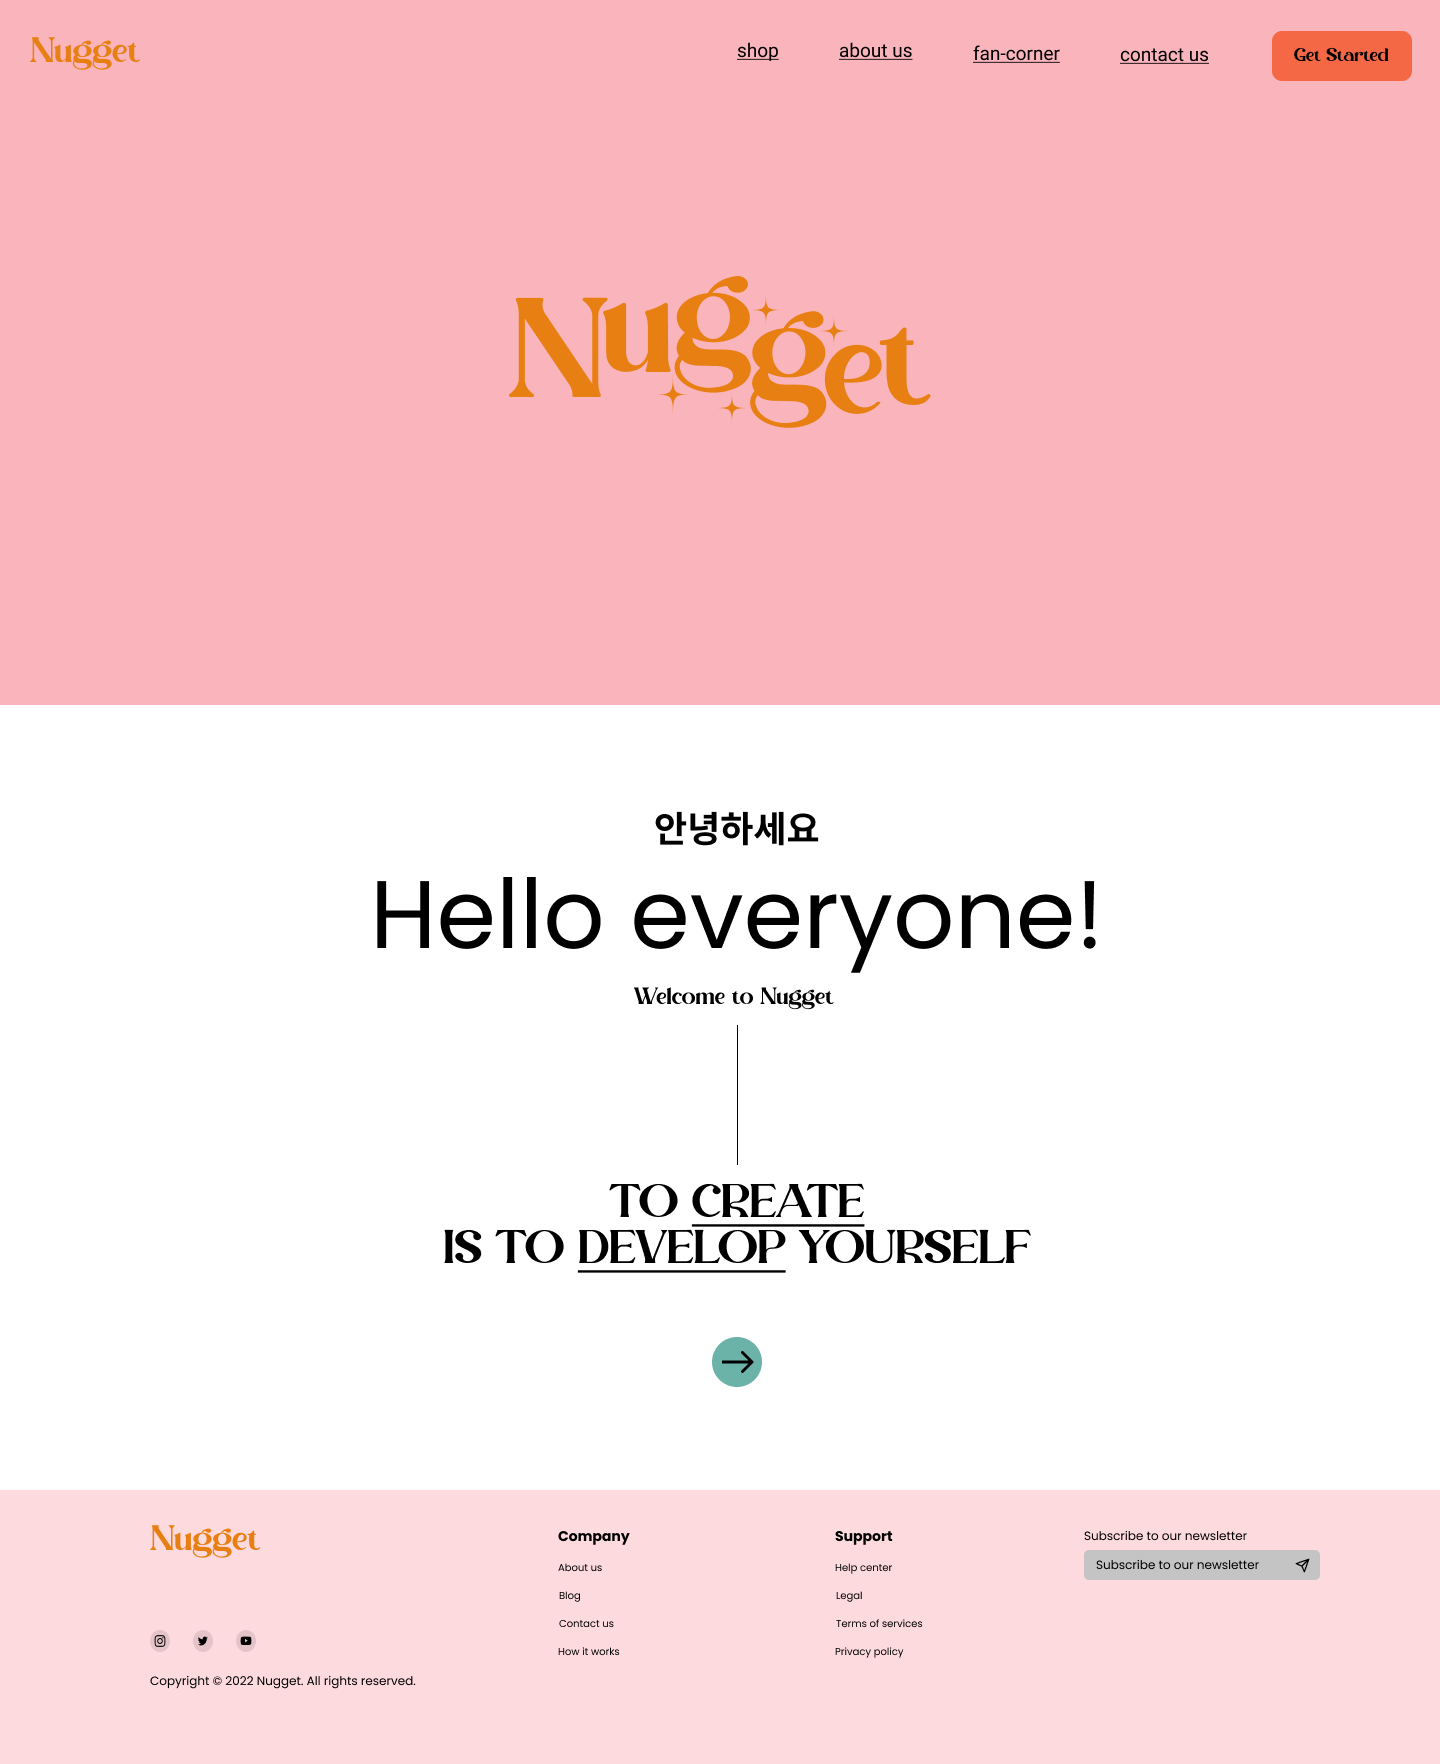 Nugget
shop
about us
fan-corner
contact us
Get Started
Nugget
안녕하세요
Hello everyone!
Welcome to Nugget
TO CREATE
IS TO DEVELOP YOURSELF
Nugget
Copyright © 2022 Nugget. All rights reserved.
Company
About us
Blog
Contact us
How it works
Support
Help center
Legal
Terms of services
Privacy policy
Subscribe to our newsletter
Subscribe to our newsletter